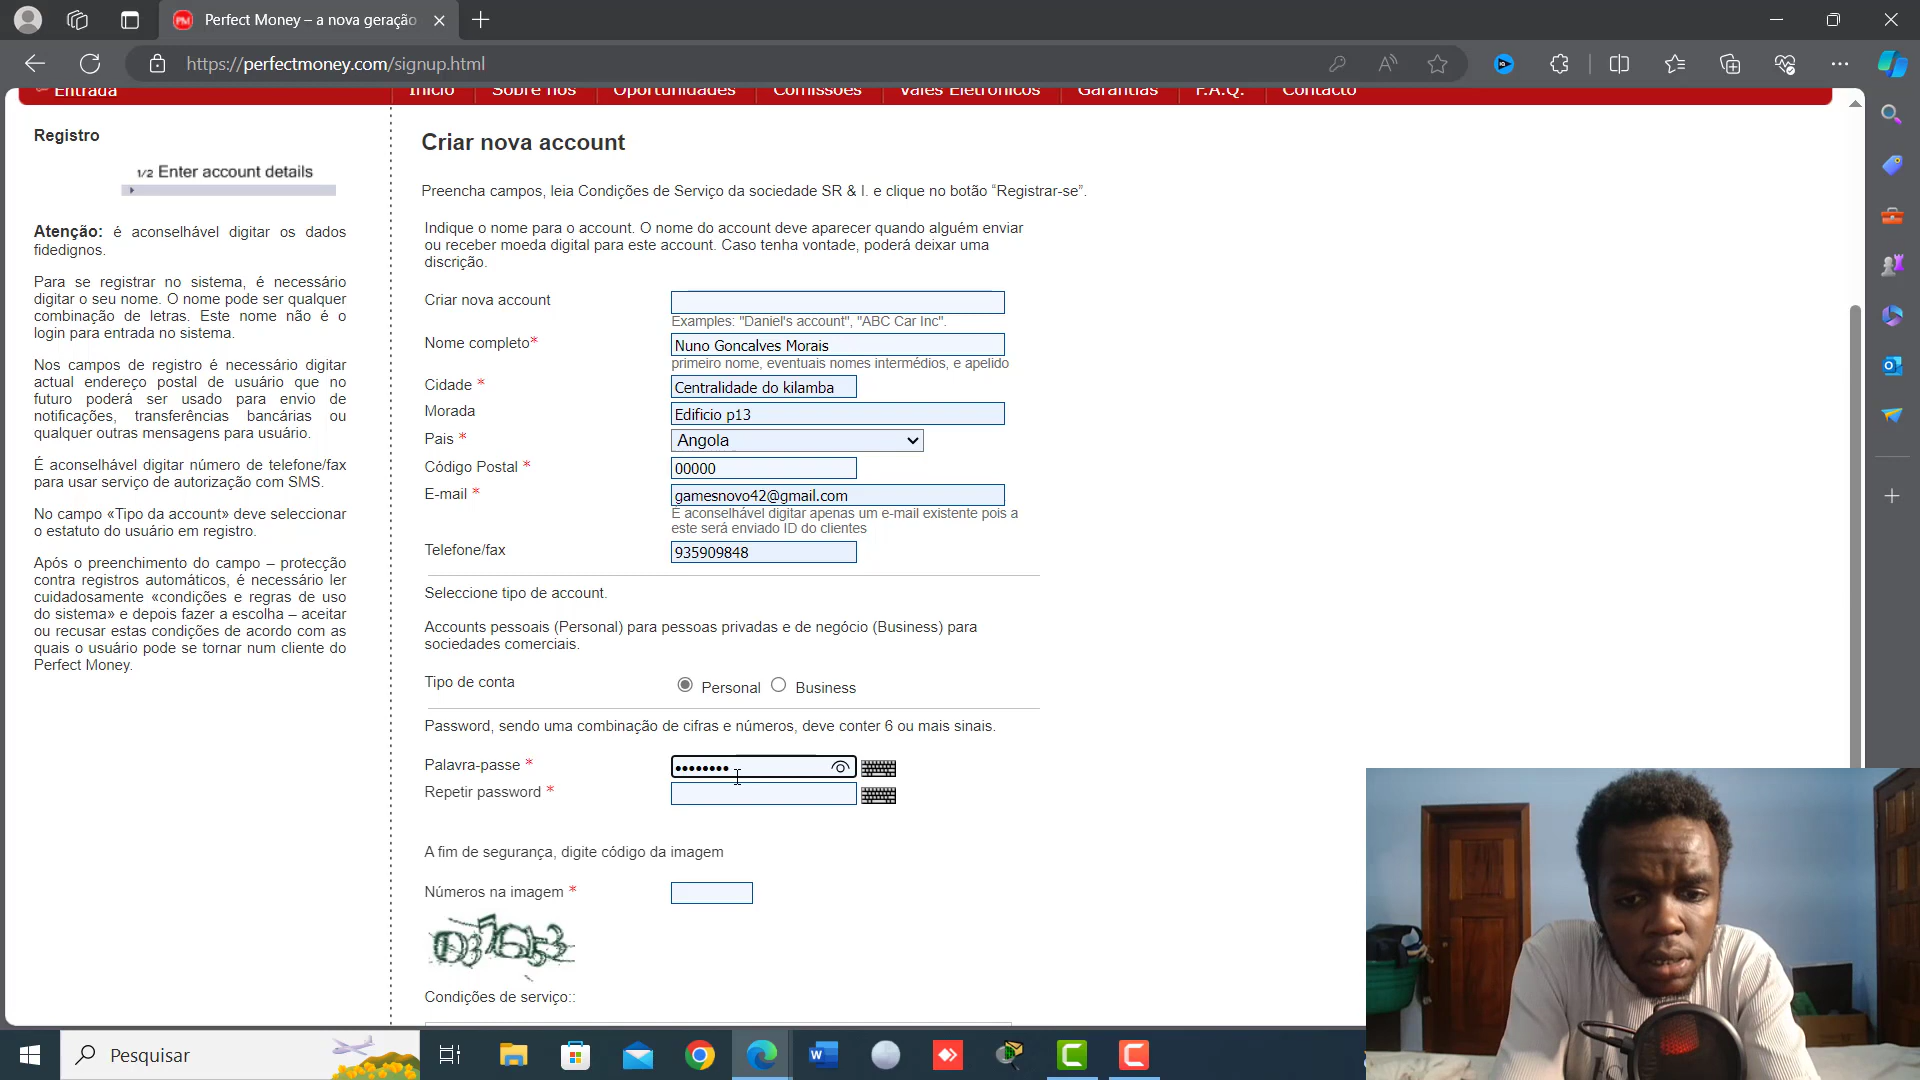 Perfect Money – a nova geração
https://perfectmoney.com/signup.html
Entrada
Início
Sobre nós
Oportunidades
Comissões
Vales Eletrônicos
Garantias
F.A.Q.
Contacto
Registro
1/2 Enter account details
Atenção: é aconselhável digitar os dados
fidedignos.
Para se registrar no sistema, é necessário
digitar o seu nome. O nome pode ser qualquer
combinação de letras. Este nome não é o
login para entrada no sistema.
Nos campos de registro é necessário digitar
actual endereço postal de usuário que no
futuro poderá ser usado para envio de
notificações, transferências bancárias ou
qualquer outras mensagens para usuário.
É aconselhável digitar número de telefone/fax
para usar serviço de autorização com SMS.
No campo «Tipo da account» deve seleccionar
o estatuto do usuário em registro.
Após o preenchimento do campo – protecção
contra registros automáticos, é necessário ler
cuidadosamente «condições e regras de uso
do sistema» e depois fazer a escolha – aceitar
ou recusar estas condições de acordo com as
quais o usuário pode se tornar num cliente do
Perfect Money.
Criar nova account
Preencha campos, leia Condições de Serviço da sociedade SR & I. e clique no botão “Registrar-se”.
Indique o nome para o account. O nome do account deve aparecer quando alguém enviar
ou receber moeda digital para este account. Caso tenha vontade, poderá deixar uma
discrição.
Criar nova account
Examples: "Daniel's account", "ABC Car Inc".
Nome completo* Nuno Goncalves Morais
primeiro nome, eventuais nomes intermédios, e apelido
Cidade * Centralidade do kilamba
Morada Edificio p13
Pais * Angola
Código Postal * 00000
E-mail * gamesnovo42@gmail.com
É aconselhável digitar apenas um e-mail existente pois a
este será enviado ID do clientes
Telefone/fax 935909848
Seleccione tipo de account.
Accounts pessoais (Personal) para pessoas privadas e de negócio (Business) para
sociedades comerciais.
Tipo de conta Personal Business
Password, sendo uma combinação de cifras e números, deve conter 6 ou mais sinais.
Palavra-passe * ••••••••
Repetir password *
A fim de segurança, digite código da imagem
Números na imagem *
Condições de serviço::
Pesquisar